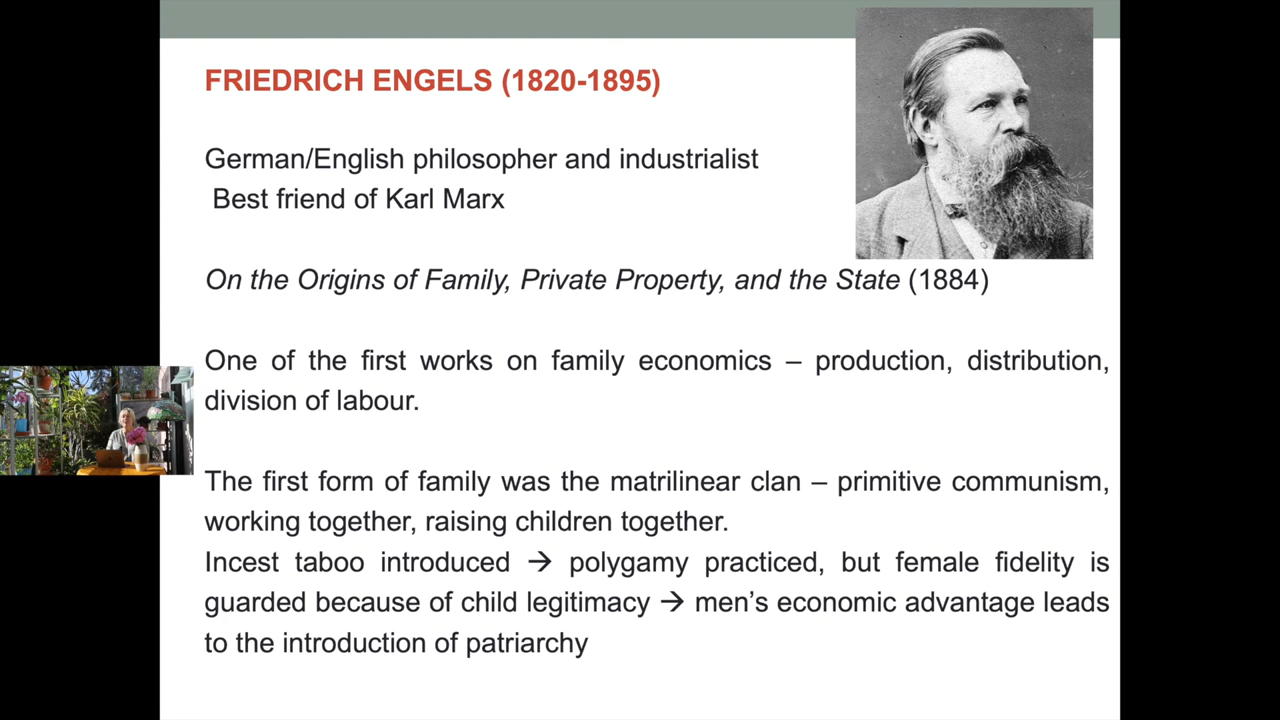 FRIEDRICH ENGELS (1820-1895)
German/English philosopher and industrialist
Best friend of Karl Marx
On the Origins of Family, Private Property, and the State (1884)
One of the first works on family economics – production, distribution,
division of labour.
The first form of family was the matrilinear clan – primitive communism,
working together, raising children together.
Incest taboo introduced → polygamy practiced, but female fidelity is
guarded because of child legitimacy → men’s economic advantage leads
to the introduction of patriarchy